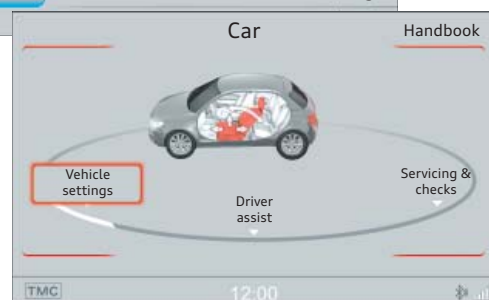 Car
Handbook
Vehicle
settings
Driver
assist
Servicing &
checks
TMC
12:00